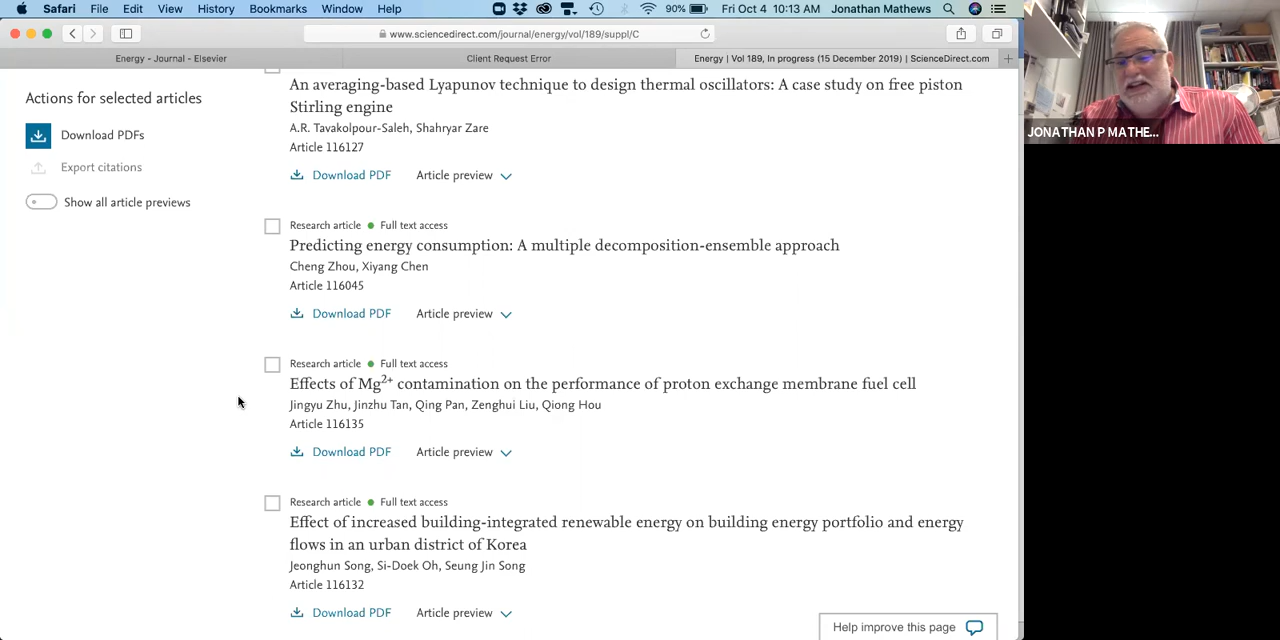 Safari File Edit View History Bookmarks Window Help 90% Fri Oct 4 10:13 AM Jonathan Mathews
www.sciencedirect.com/journal/energy/vol/189/suppl/C
Energy - Journal - Elsevier Client Request Error Energy | Vol 189, In progress (15 December 2019) | ScienceDirect.com
Actions for selected articles
Download PDFs
Export citations
Show all article previews
An averaging-based Lyapunov technique to design thermal oscillators: A case study on free piston
Stirling engine
A.R. Tavakolpour-Saleh, Shahryar Zare
Article 116127
Download PDF Article preview
Research article Full text access
Predicting energy consumption: A multiple decomposition-ensemble approach
Cheng Zhou, Xiyang Chen
Article 116045
Download PDF Article preview
Research article Full text access
Effects of Mg2+ contamination on the performance of proton exchange membrane fuel cell
Jingyu Zhu, Jinzhu Tan, Qing Pan, Zenghui Liu, Qiong Hou
Article 116135
Download PDF Article preview
Research article Full text access
Effect of increased building-integrated renewable energy on building energy portfolio and energy
flows in an urban district of Korea
Jeonghun Song, Si-Doek Oh, Seung Jin Song
Article 116132
Download PDF Article preview
Help improve this page
JONATHAN P MATHE...